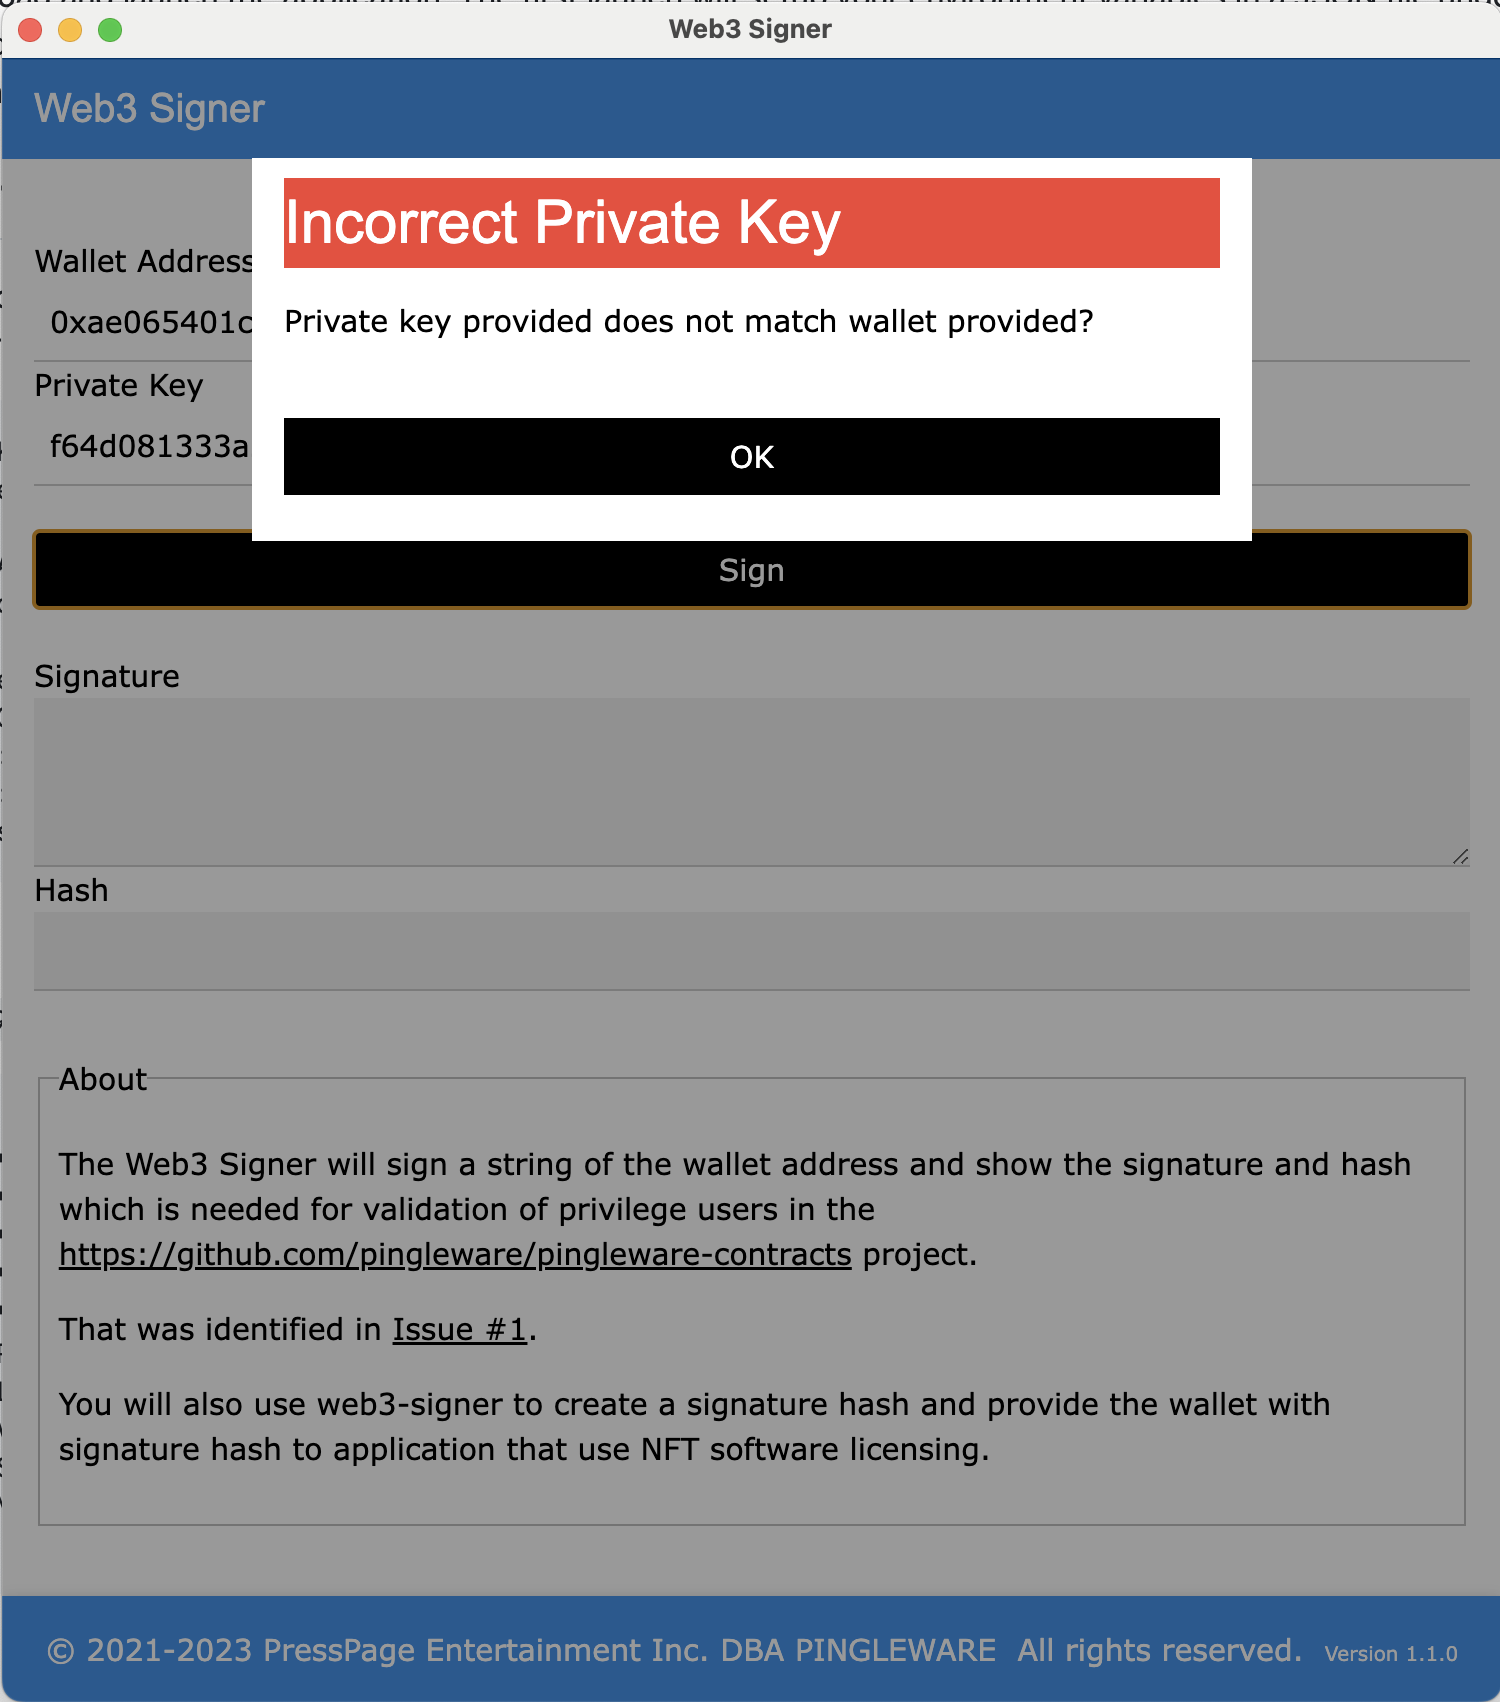 Web3 Signer
Web3 Signer
Incorrect Private Key
Wallet Address
0xae065401c
Private key provided does not match wallet provided?
Private Key
f64d081333a
OK
Sign
Signature
Hash
About
The Web3 Signer will sign a string of the wallet address and show the signature and hash
which is needed for validation of privilege users in the
https://github.com/pingleware/pingleware-contracts project.
That was identified in Issue #1.
You will also use web3-signer to create a signature hash and provide the wallet with
signature hash to application that use NFT software licensing.
© 2021-2023 PressPage Entertainment Inc. DBA PINGLEWARE All rights reserved. Version 1.1.0